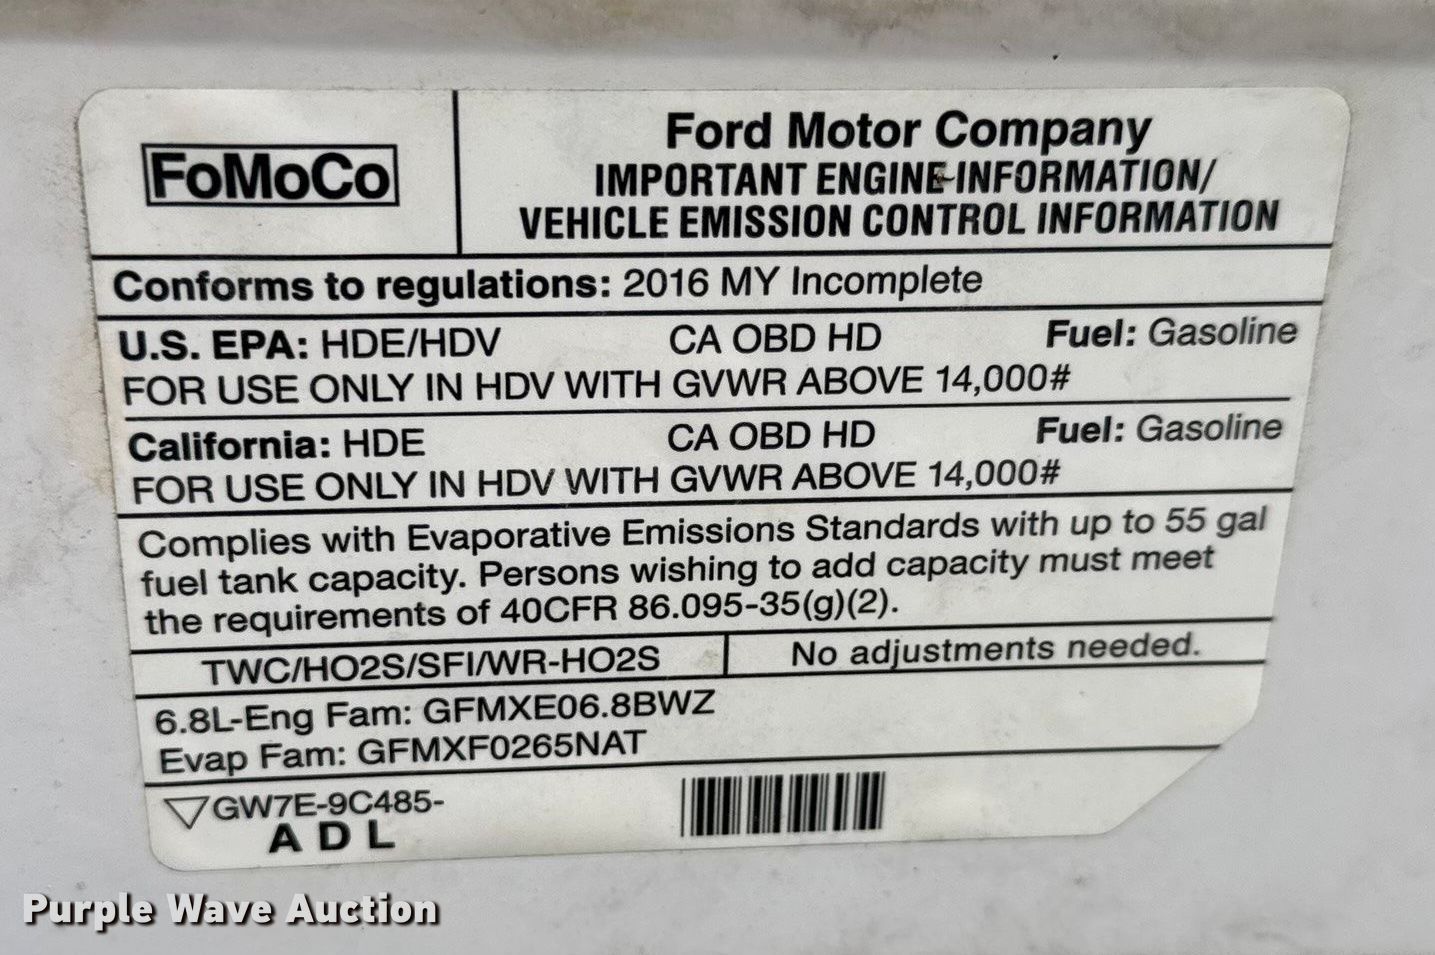 FoMoCo
Ford Motor Company
IMPORTANT ENGINE INFORMATION/
VEHICLE EMISSION CONTROL INFORMATION
Conforms to regulations: 2016 MY Incomplete
U.S. EPA: HDE/HDV CA OBD HD Fuel: Gasoline
FOR USE ONLY IN HDV WITH GVWR ABOVE 14,000#
California: HDE CA OBD HD Fuel: Gasoline
FOR USE ONLY IN HDV WITH GVWR ABOVE 14,000#
Complies with Evaporative Emissions Standards with up to 55 gal
fuel tank capacity. Persons wishing to add capacity must meet
the requirements of 40CFR 86.095-35(g)(2).
TWC/HO2S/SFI/WR-HO2S No adjustments needed.
6.8L-Eng Fam: GFMXE06.8BWZ
Evap Fam: GFMXF0265NAT
GW7E-9C485-
A D L
Purple Wave Auction